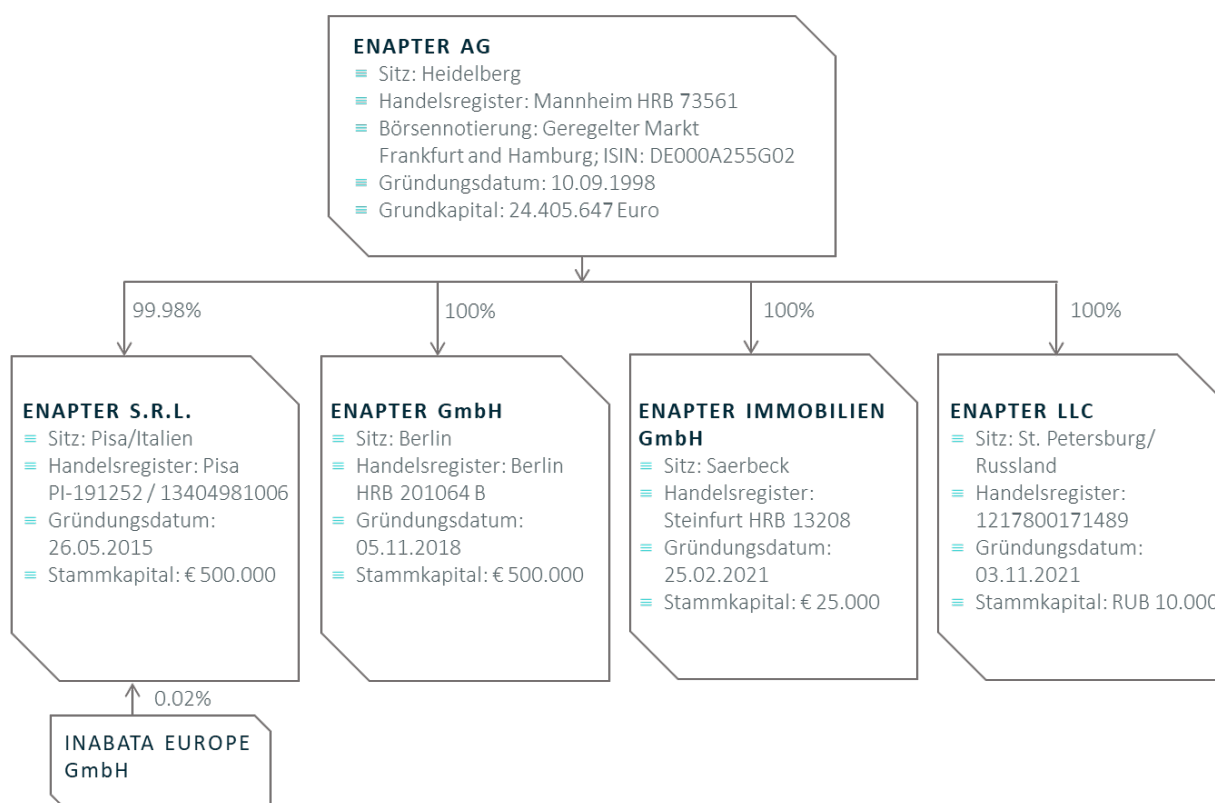 ENAPTER AG
Sitz: Heidelberg
Handelsregister: Mannheim HRB 73561
Börsennotierung: Geregelter Markt
Frankfurt and Hamburg; ISIN: DE000A255G02
Gründungsdatum: 10.09.1998
Grundkapital: 24.405.647 Euro
99.98%
100%
100%
100%
ENAPTER S.R.L.
Sitz: Pisa/Italien
Handelsregister: Pisa
PI-191252 / 13404981006
Gründungsdatum:
26.05.2015
Stammkapital: € 500.000
ENAPTER GmbH
Sitz: Berlin
Handelsregister: Berlin
HRB 201064 B
Gründungsdatum:
05.11.2018
Stammkapital: € 500.000
ENAPTER IMMOBILIEN
GmbH
Sitz: Saerbeck
Handelsregister:
Steinfurt HRB 13208
Gründungsdatum:
25.02.2021
Stammkapital: € 25.000
ENAPTER LLC
Sitz: St. Petersburg/
Russland
Handelsregister:
1217800171489
Gründungsdatum:
03.11.2021
Stammkapital: RUB 10.000
0.02%
INABATA EUROPE
GmbH